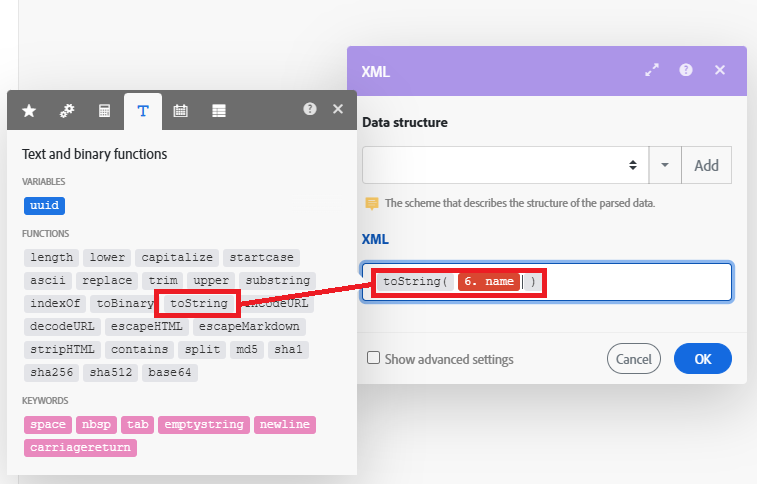 XML
Data structure
Add
The scheme that describes the structure of the parsed data.
XML
toString( 6. name )
Show advanced settings
Cancel
OK
T
Text and binary functions
VARIABLES
uuid
FUNCTIONS
length lower capitalize startcase
ascii replace trim upper substring
indexOf toBinary toString encodeURL
decodeURL escapeHTML escapeMarkdown
stripHTML contains split md5 sha1
sha256 sha512 base64
KEYWORDS
space nbsp tab emptystring newline
carriagereturn